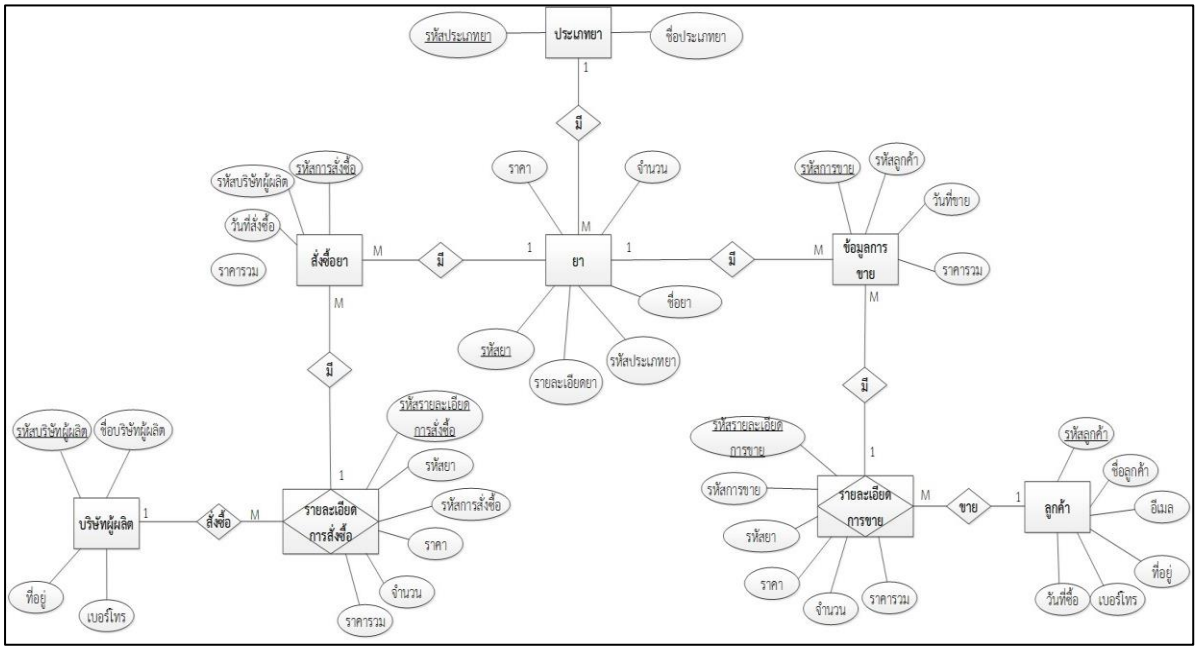 รหัสประเภทยา
ประเภทยา
ชื่อประเภทยา
1
มี
รหัสการสั่งซื้อ
รหัสบริษัทผู้ผลิต
วันที่สั่งซื้อ
ราคารวม
สั่งซื้อยา
M
มี
1
ราคา
จำนวน
M
ยา
1
มี
M
รหัสการขาย
รหัสลูกค้า
วันที่ขาย
ข้อมูลการ
ขาย
ราคารวม
M
M
ชื่อยา
รหัสยา
รายละเอียดยา
รหัสประเภทยา
มี
มี
รหัสบริษัทผู้ผลิต
ชื่อบริษัทผู้ผลิต
บริษัทผู้ผลิต
ที่อยู่
เบอร์โทร
1
สั่งซื้อ
M
1
รายละเอียด
การสั่งซื้อ
รหัสรายละเอียด
การสั่งซื้อ
รหัสยา
รหัสการสั่งซื้อ
ราคา
จำนวน
ราคารวม
รหัสรายละเอียด
การขาย
รหัสการขาย
รหัสยา
ราคา
จำนวน
ราคารวม
1
รายละเอียด
การขาย
M
ขาย
1
ลูกค้า
รหัสลูกค้า
ชื่อลูกค้า
อีเมล
ที่อยู่
เบอร์โทร
วันที่ซื้อ